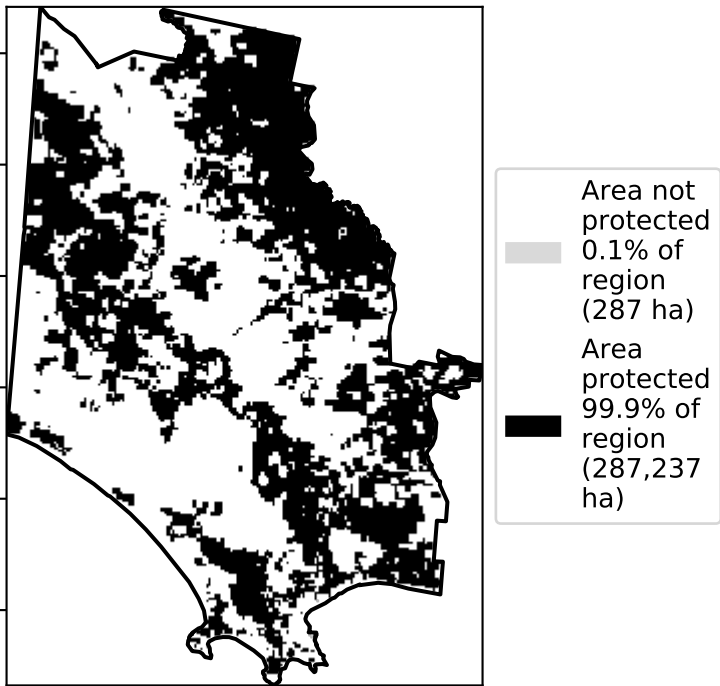 Area not
protected
0.1% of
region
(287 ha)
Area
protected
99.9% of
region
(287,237
ha)